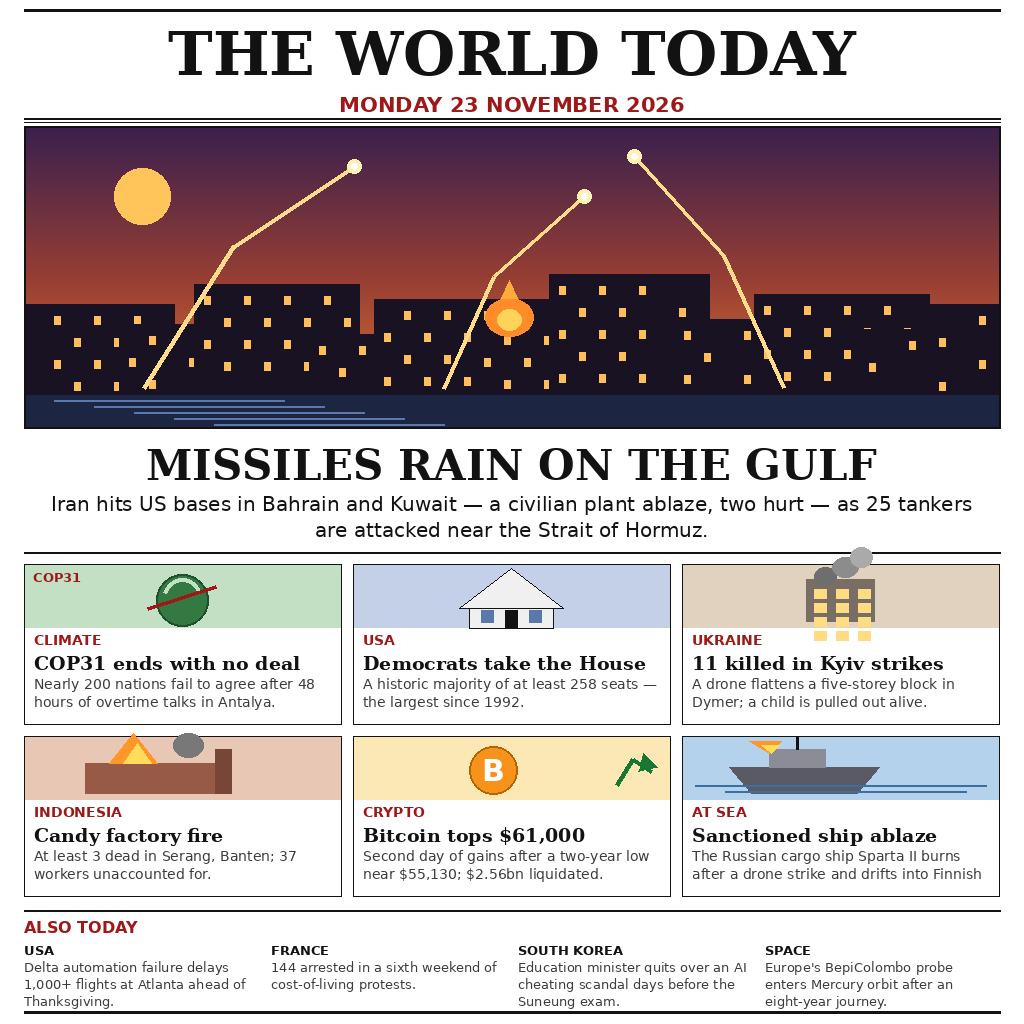 THE WORLD TODAY
MONDAY 23 NOVEMBER 2026
MISSILES RAIN ON THE GULF
Iran hits US bases in Bahrain and Kuwait — a civilian plant ablaze, two hurt — as 25 tankers
are attacked near the Strait of Hormuz.
COP31
CLIMATE
COP31 ends with no deal
Nearly 200 nations fail to agree after 48
hours of overtime talks in Antalya.
USA
Democrats take the House
A historic majority of at least 258 seats —
the largest since 1992.
UKRAINE
11 killed in Kyiv strikes
A drone flattens a five-storey block in
Dymer; a child is pulled out alive.
INDONESIA
Candy factory fire
At least 3 dead in Serang, Banten; 37
workers unaccounted for.
B
CRYPTO
Bitcoin tops $61,000
Second day of gains after a two-year low
near $55,130; $2.56bn liquidated.
AT SEA
Sanctioned ship ablaze
The Russian cargo ship Sparta II burns
after a drone strike and drifts into Finnish
ALSO TODAY
USA
Delta automation failure delays
1,000+ flights at Atlanta ahead of
Thanksgiving.
FRANCE
144 arrested in a sixth weekend of
cost-of-living protests.
SOUTH KOREA
Education minister quits over an AI
cheating scandal days before the
Suneung exam.
SPACE
Europe's BepiColombo probe
enters Mercury orbit after an
eight-year journey.